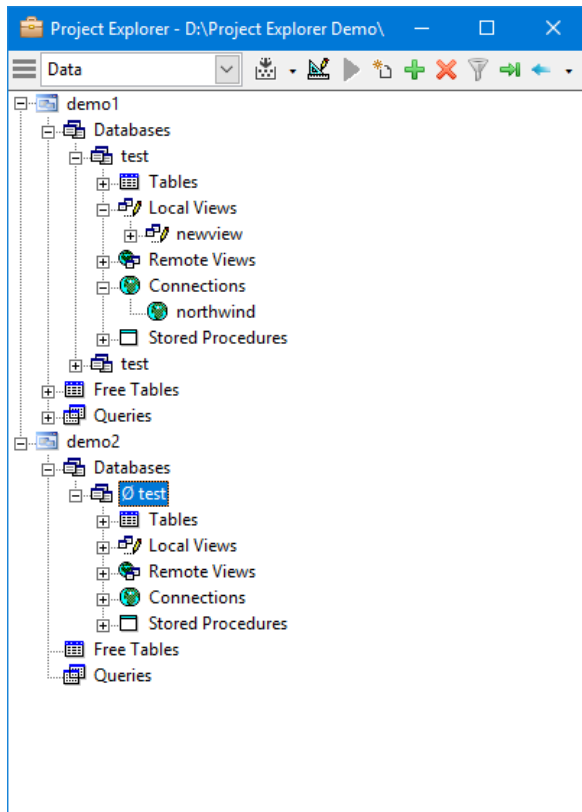 Project Explorer - D:\Project Explorer Demo\
Data
demo1
Databases
test
Tables
Local Views
newview
Remote Views
Connections
northwind
Stored Procedures
test
Free Tables
Queries
demo2
Databases
Ø test
Tables
Local Views
Remote Views
Connections
Stored Procedures
Free Tables
Queries